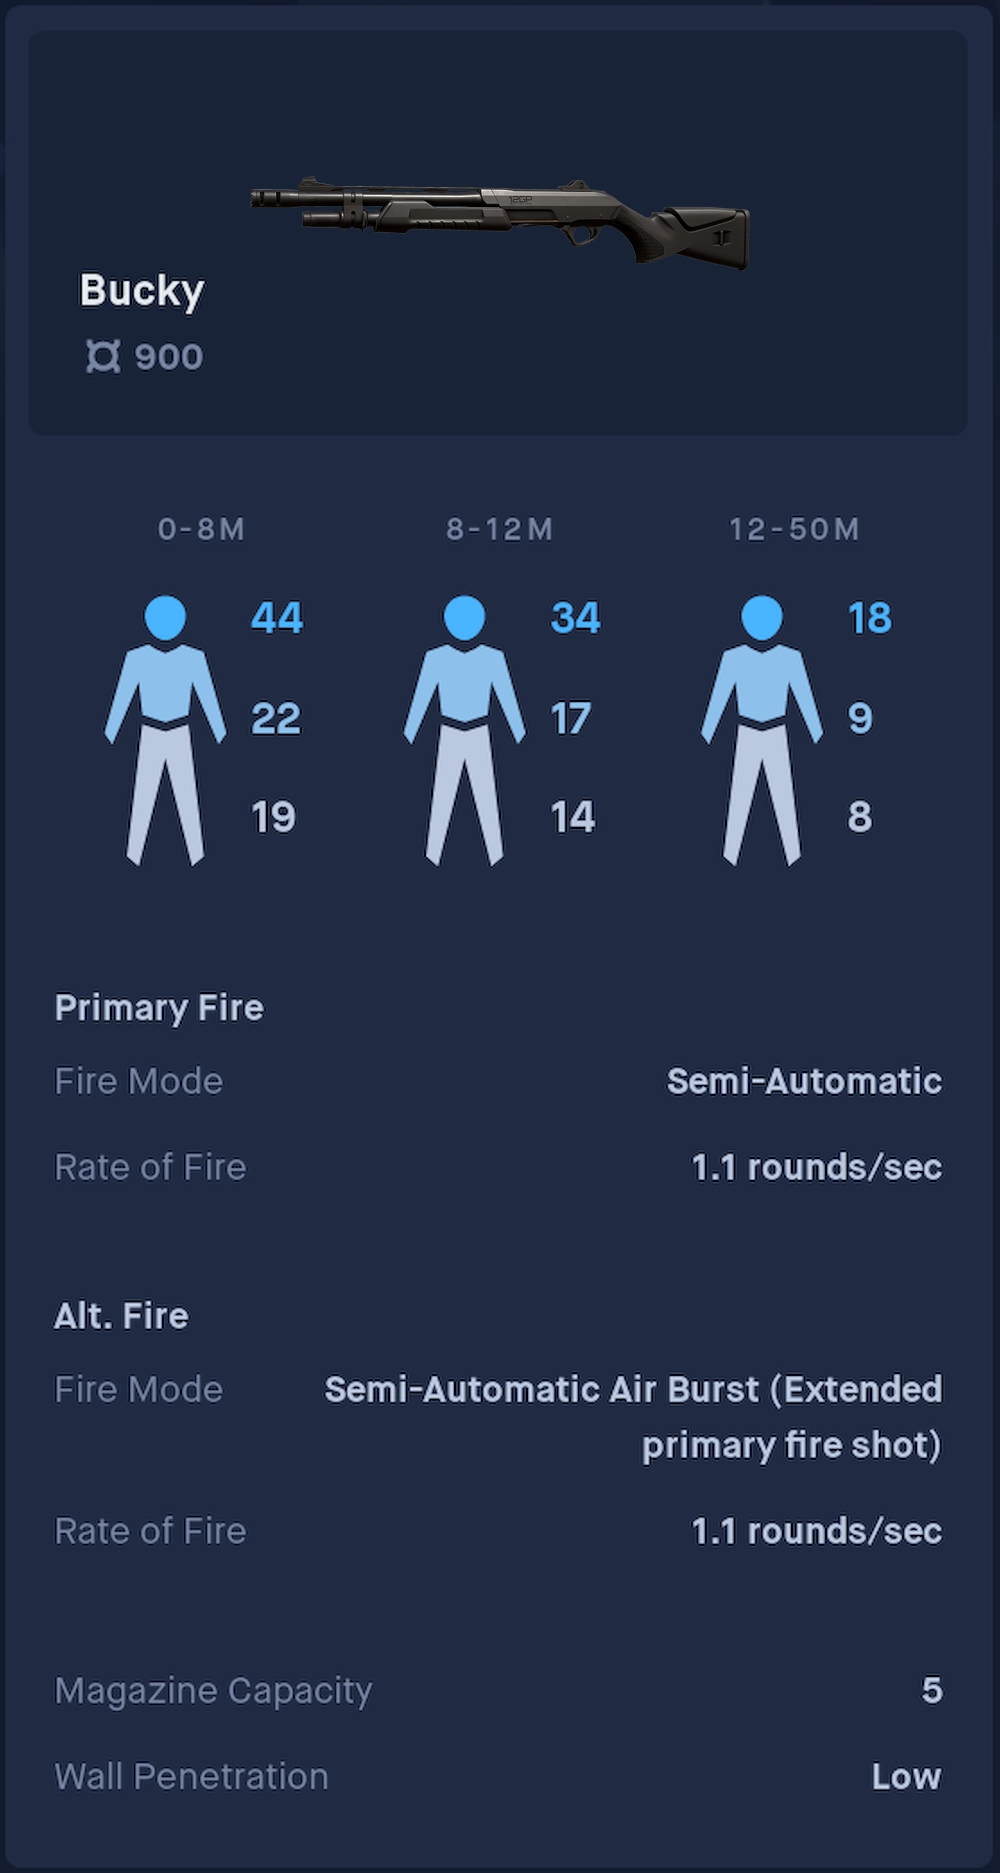 12GP
Bucky
¤ 900
0-8M 8-12M 12-50M
44 34 18
22 17 9
19 14 8
Primary Fire
Fire Mode Semi-Automatic
Rate of Fire 1.1 rounds/sec
Alt. Fire
Fire Mode Semi-Automatic Air Burst (Extended
primary fire shot)
Rate of Fire 1.1 rounds/sec
Magazine Capacity 5
Wall Penetration Low